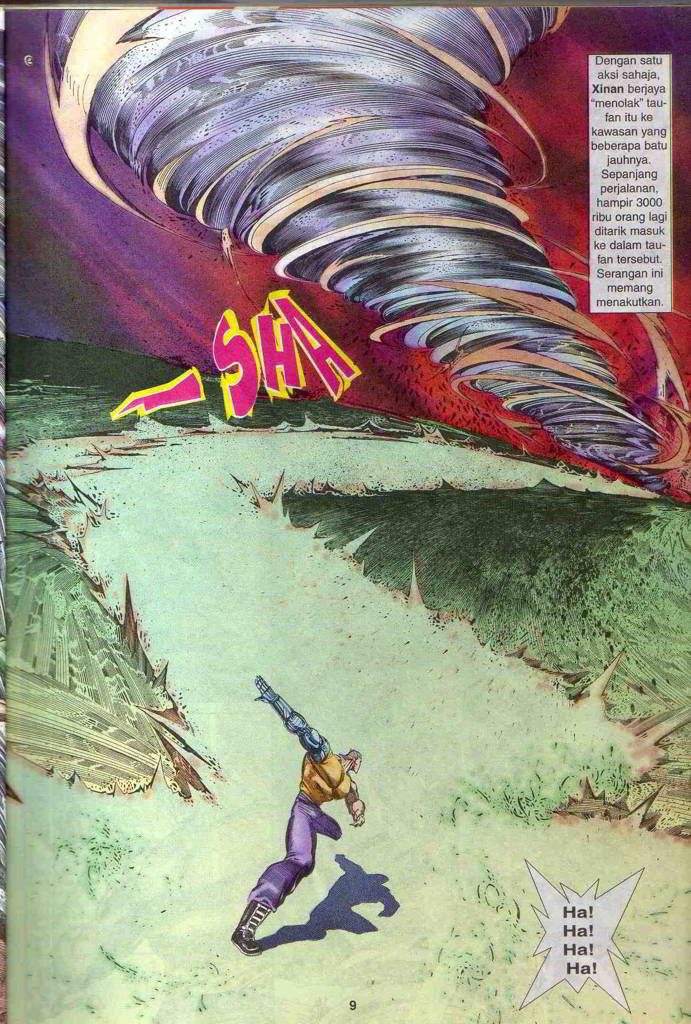 Dengan satu
aksi sahaja,
Xinan berjaya
"menolak" tau-
fan itu ke
kawasan yang
beberapa batu
jauhnya.
Sepanjang
perjalanan,
hampir 3000
ribu orang lagi
ditarik masuk
ke dalam tau-
fan tersebut.
Serangan ini
memang
menakutkan.
- SHA
Ha!
Ha!
Ha!
Ha!
9